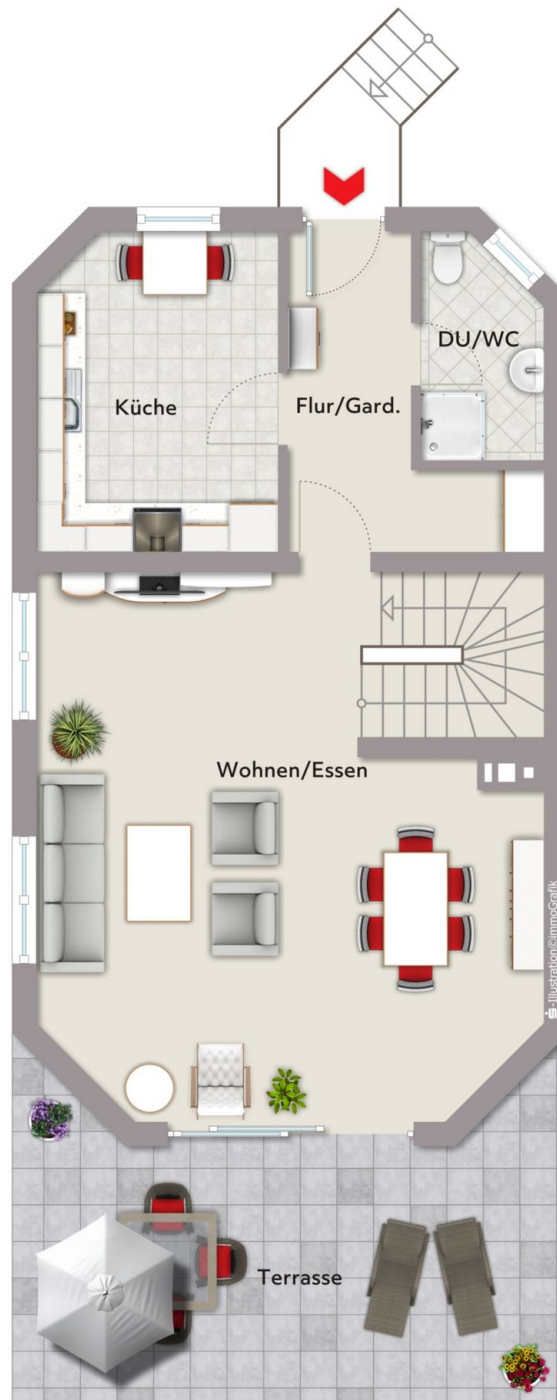 DU/WC
Küche
Flur/Gard.
Wohnen/Essen
-Illustration©immoGrafik
Terrasse